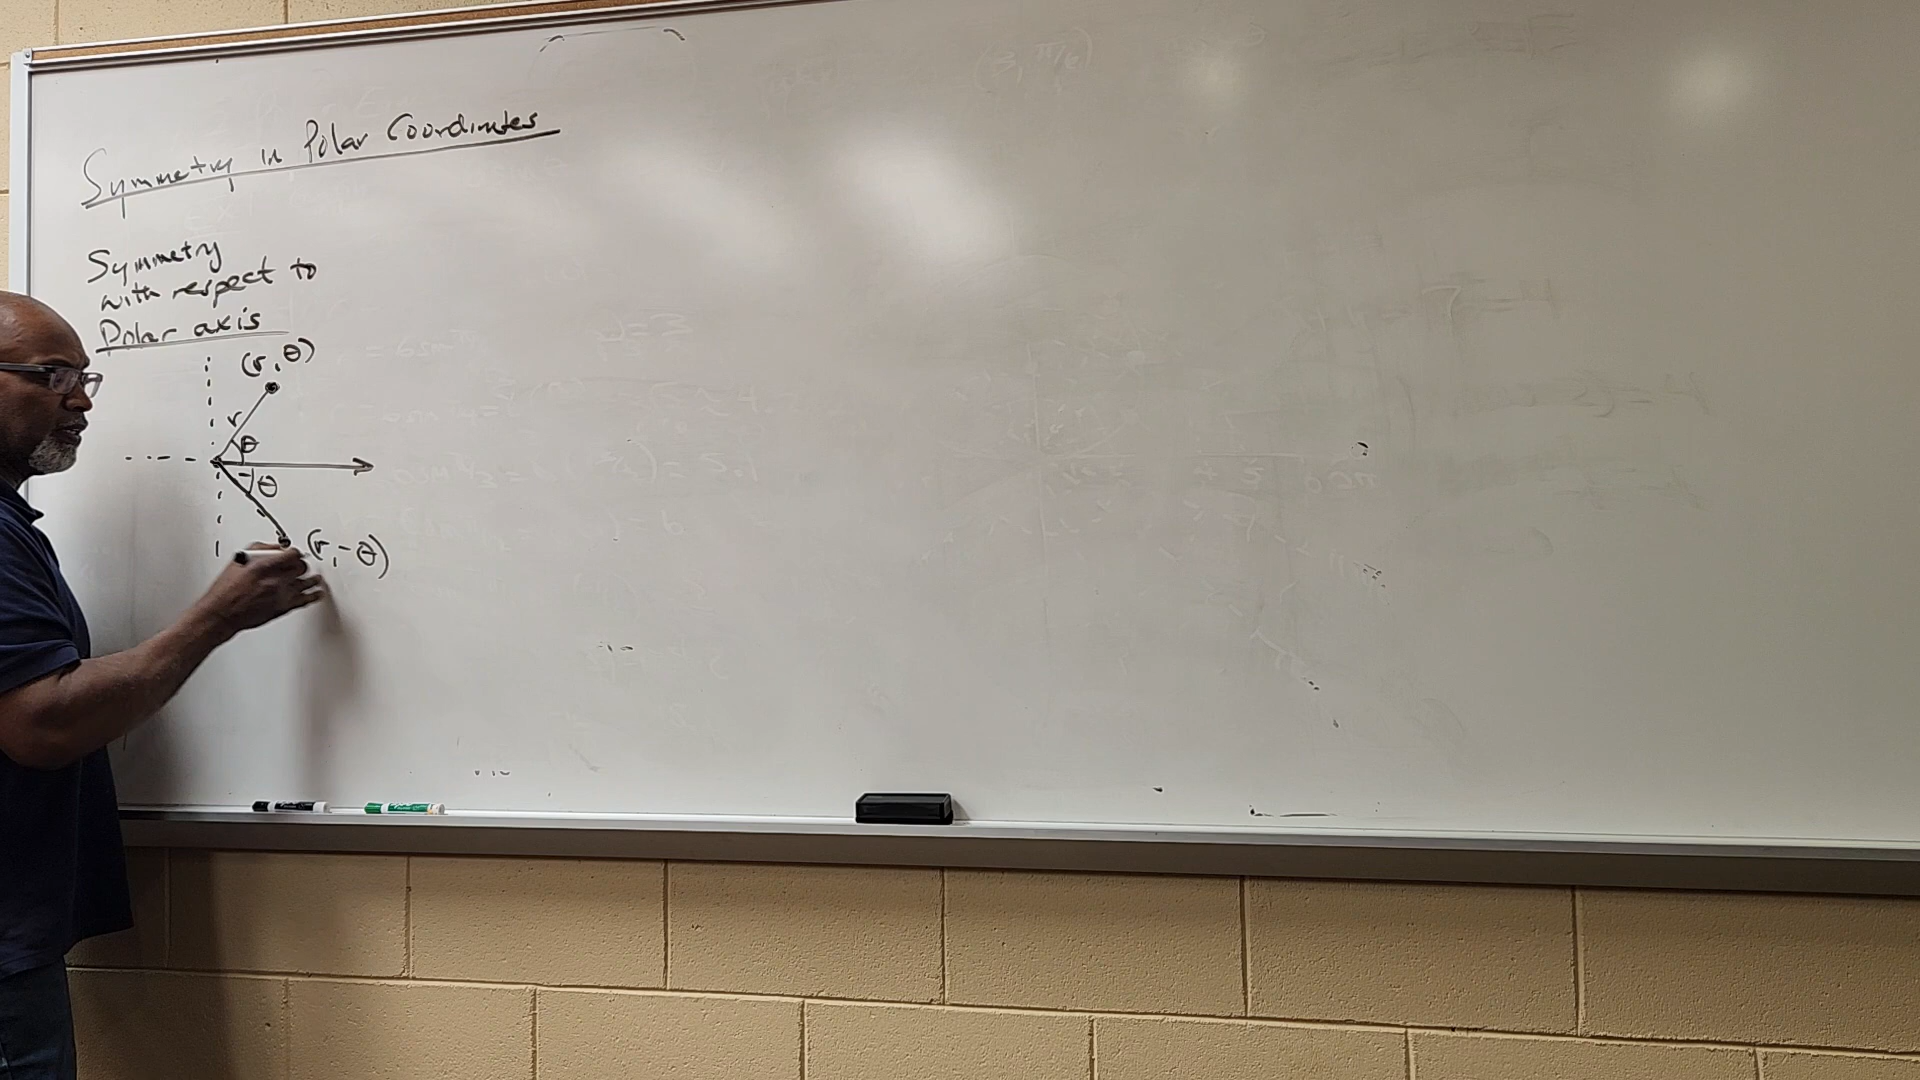 Symmetry in Polar Coordinates
Symmetry
with respect to
Polar axis
(r, θ)
r
θ
-θ
(r, -θ)